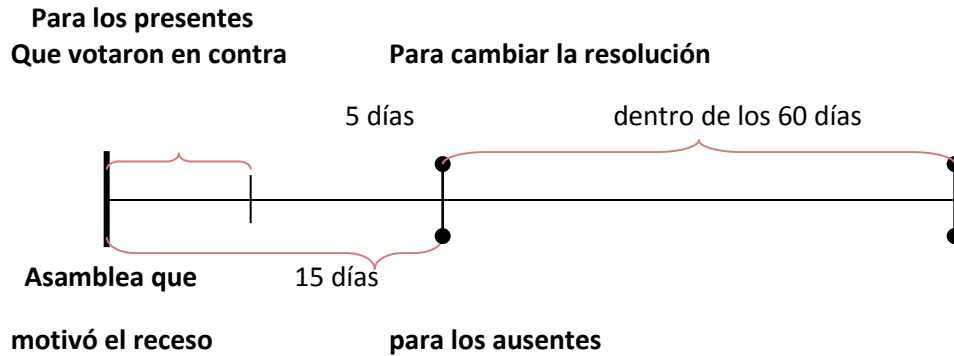 Para los presentes
Que votaron en contra Para cambiar la resolución
5 días dentro de los 60 días
Asamblea que 15 días
motivó el receso para los ausentes